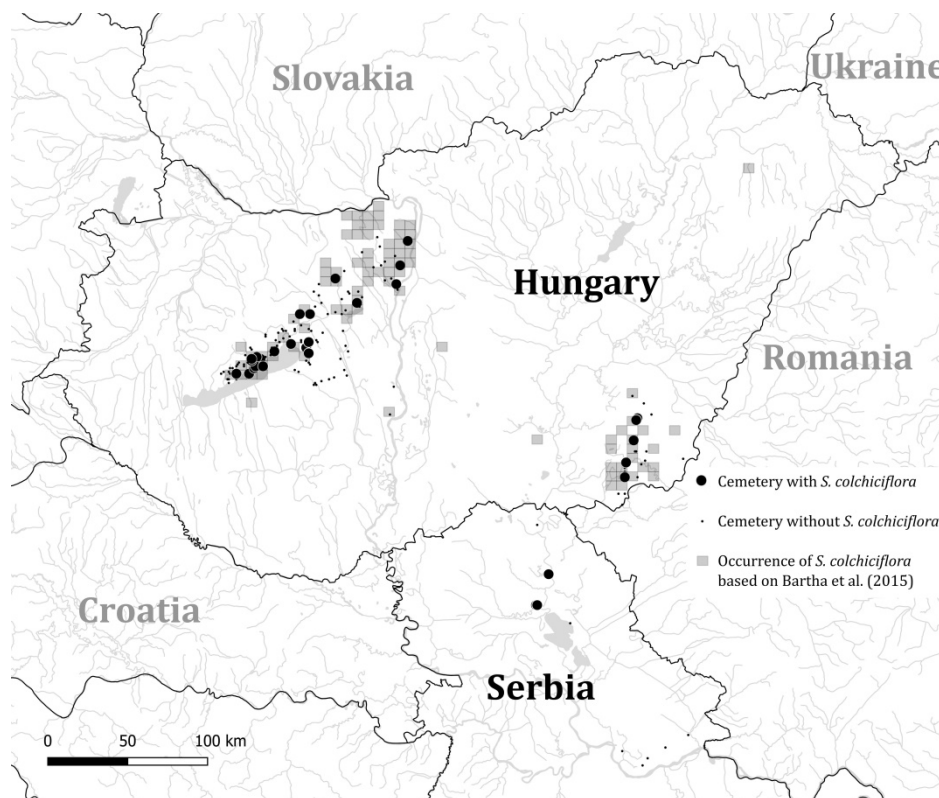 Slovakia
Ukraine
Hungary
Romania
Cemetery with S. colchiciflora
Cemetery without S. colchiciflora
Occurrence of S. colchiciflora
based on Bartha et al. (2015)
Croatia
Serbia
0 50 100 km